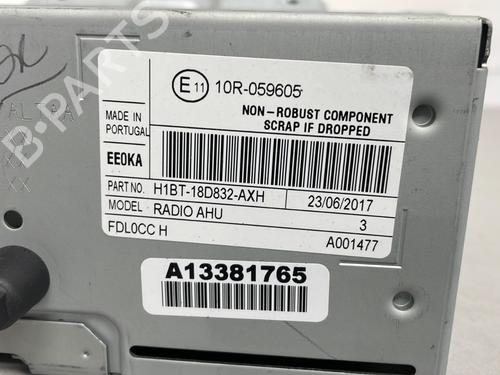 E 11 10R-059605
NON - ROBUST COMPONENT
SCRAP IF DROPPED
MADE IN
PORTUGAL
EE0KA
PART NO. H1BT-18D832-AXH 23/06/2017
MODEL RADIO AHU 3
FDL0CC H A001477
A13381765
B-PARTS